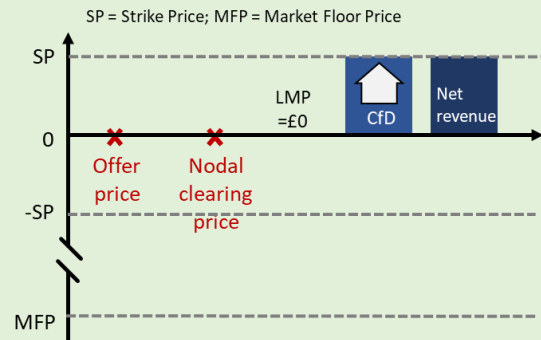 SP = Strike Price; MFP = Market Floor Price
SP
LMP
=£0
CfD
Net
revenue
0
Offer
price
Nodal
clearing
price
-SP
MFP